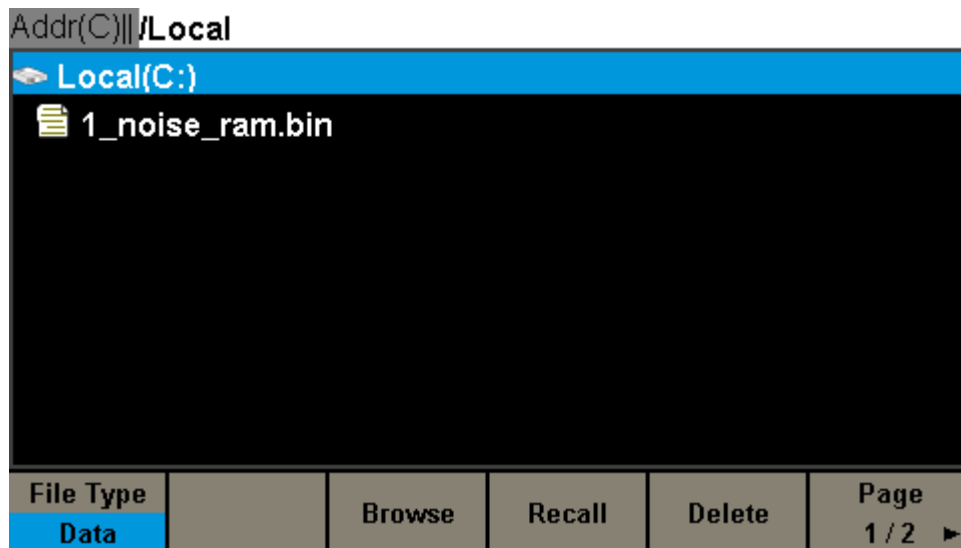 Addr(C)|| /Local
Local(C:)
1_noise_ram.bin
File Type
Data
Browse
Recall
Delete
Page
1 / 2 ►